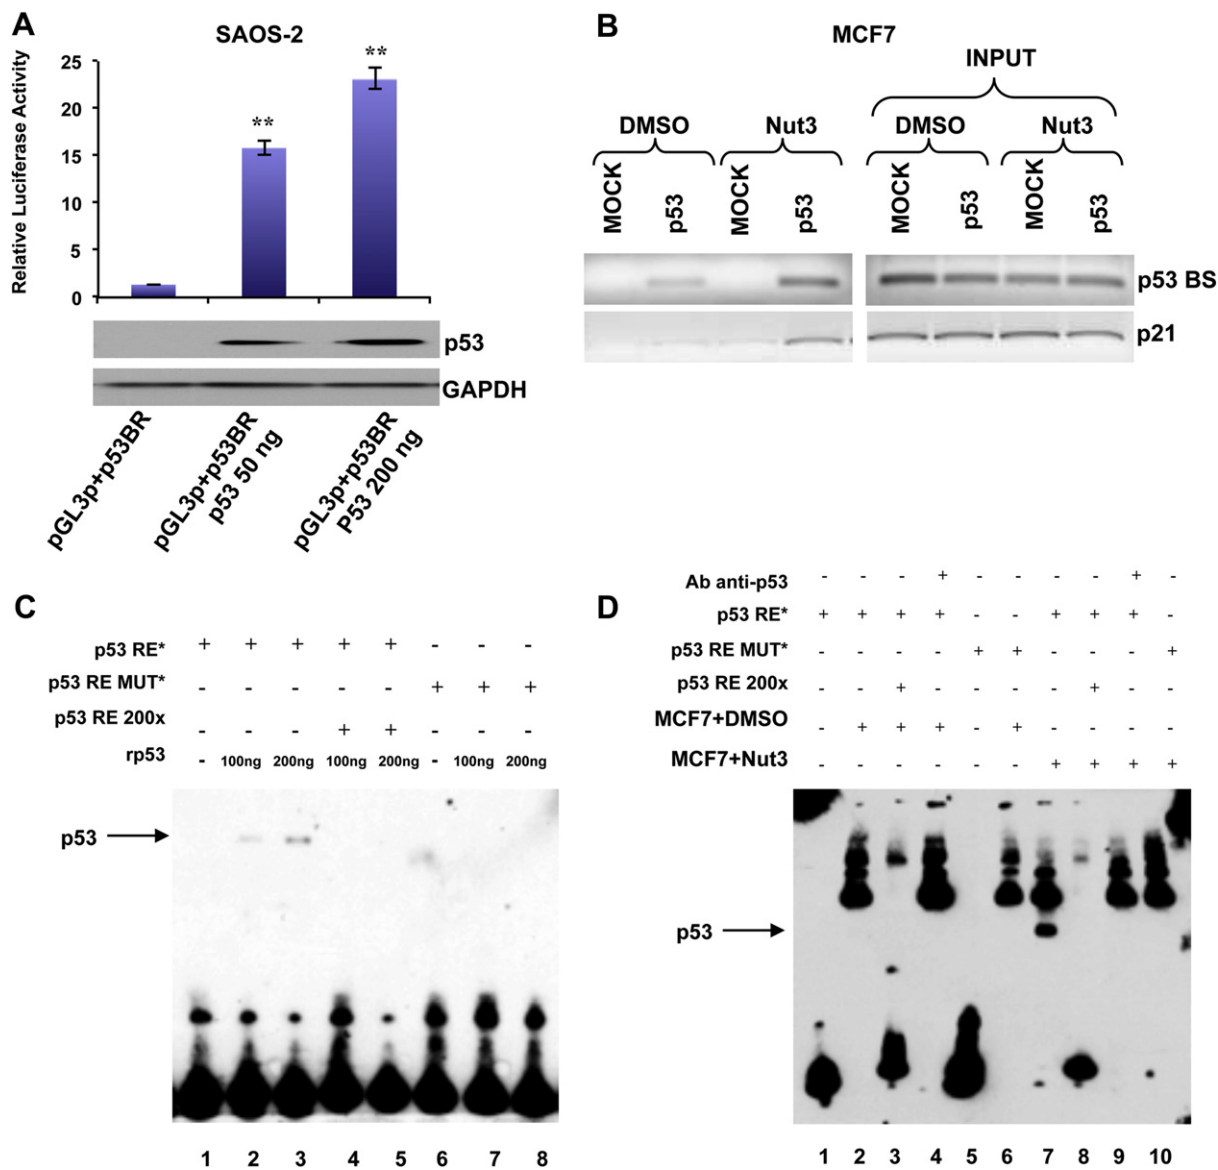 A
SAOS-2
Relative Luciferase Activity
25
20
15
10
5
0
**
**
p53
GAPDH
pGL3p+p53BR
pGL3p+p53BR
p53 50 ng
pGL3p+p53BR
P53 200 ng
B
MCF7
INPUT
DMSO Nut3 DMSO Nut3
MOCK p53 MOCK p53 MOCK p53 MOCK p53
p53 BS
p21
C
p53 RE* + + + + + - - -
p53 RE MUT* - - - - - + + +
p53 RE 200x - - - + + - - -
rp53 - 100ng 200ng 100ng 200ng - 100ng 200ng
p53
1 2 3 4 5 6 7 8
D
Ab anti-p53 - - - + - - - - + -
p53 RE* + + + + - - + + + -
p53 RE MUT* - - - - + + - - - +
p53 RE 200x - - + - - - - + - -
MCF7+DMSO - + + + - + - - - -
MCF7+Nut3 - - - - - - + + + +
p53
1 2 3 4 5 6 7 8 9 10